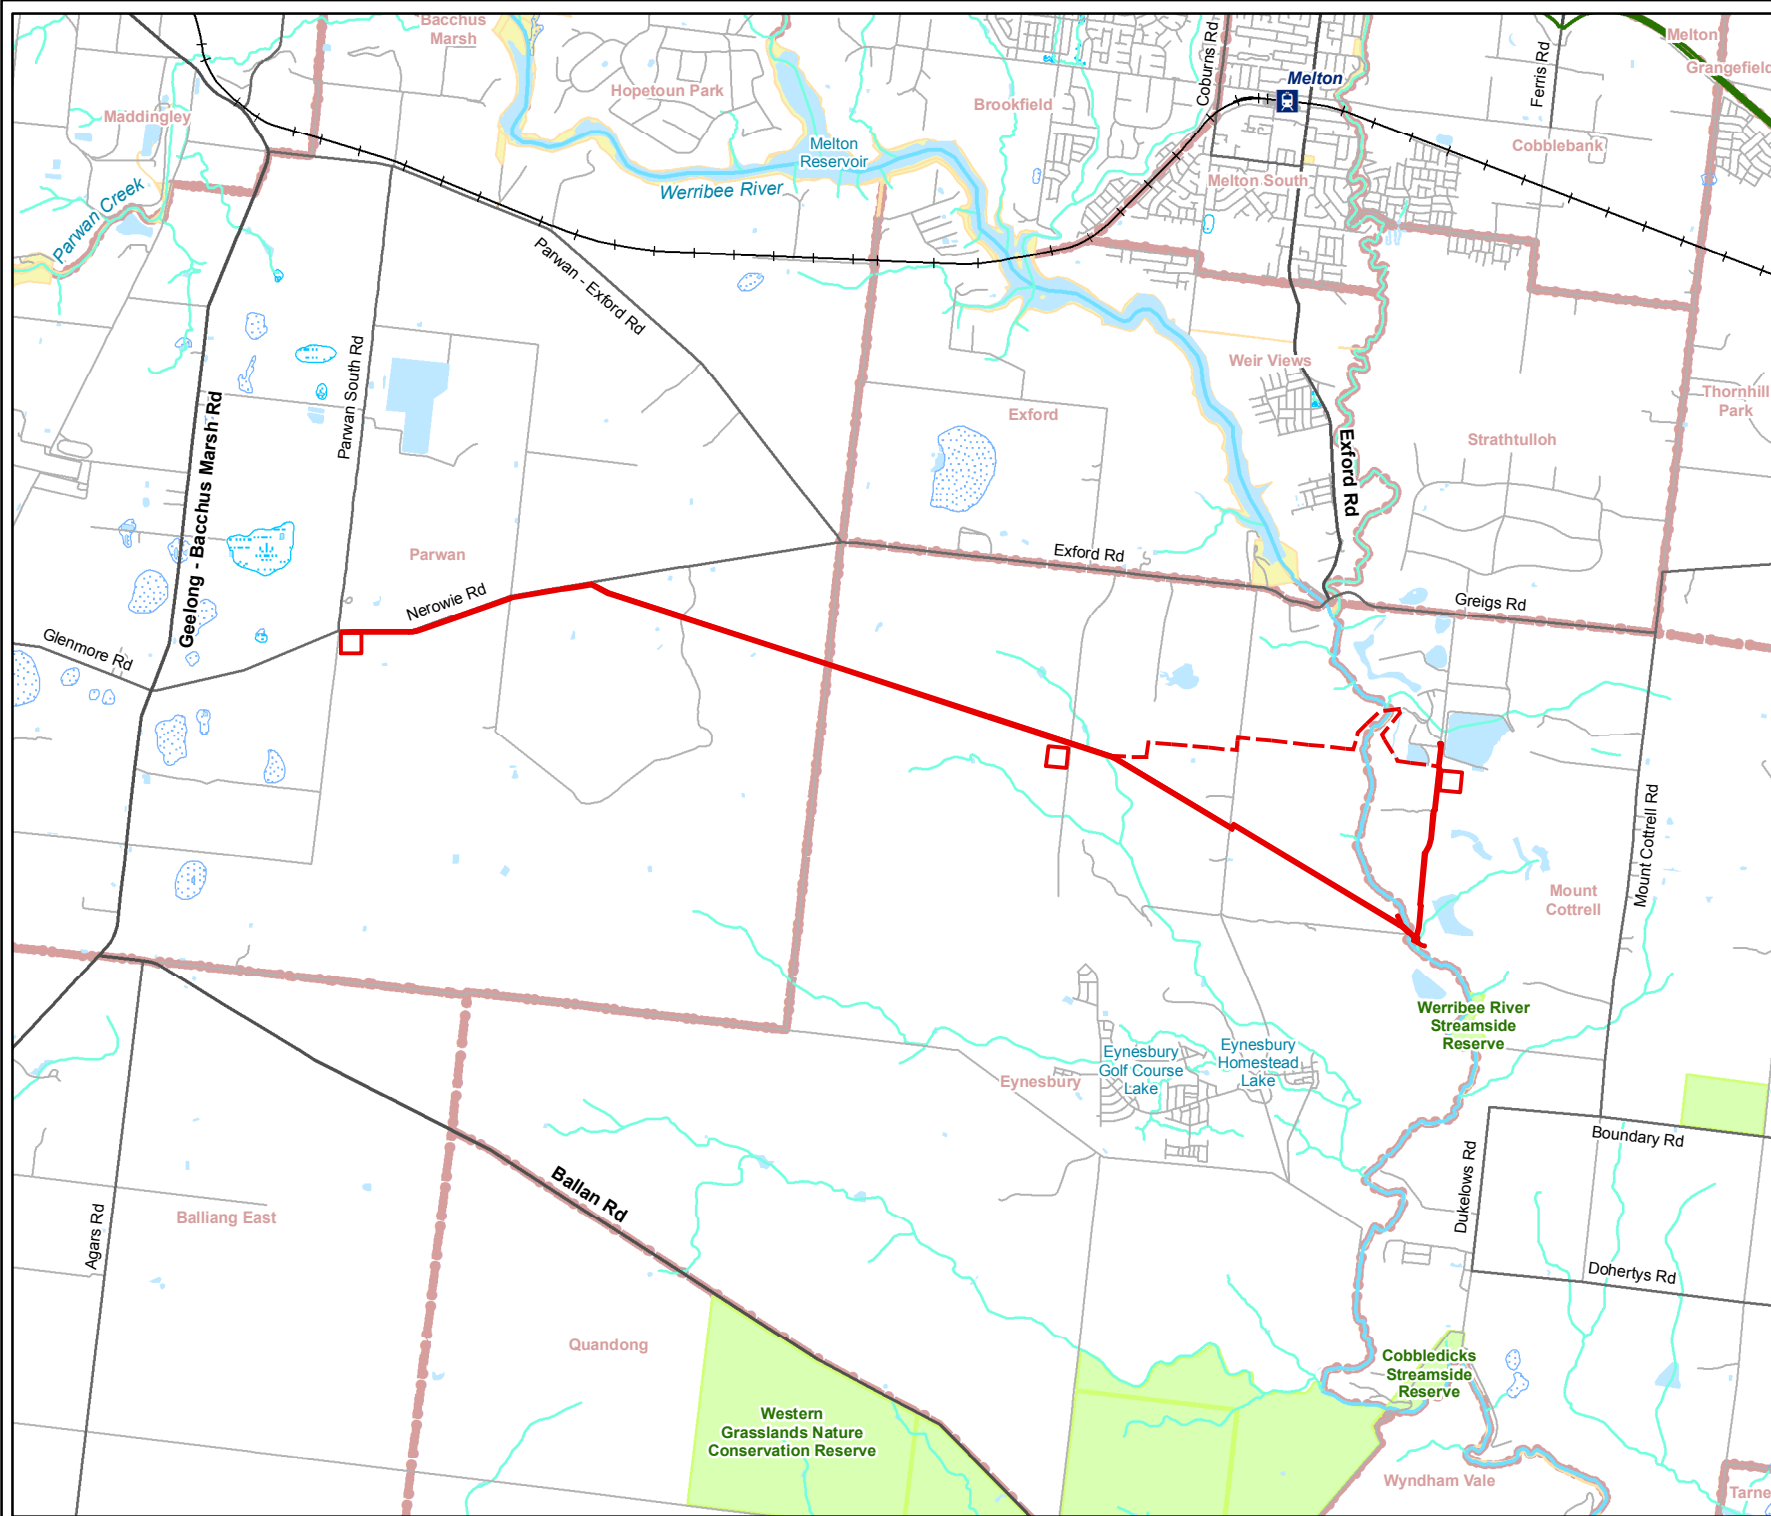 Bacchus
Marsh
Melton
Grangefield
Coburns Rd
Ferris Rd
Melton
Hopetoun Park
Brookfield
Maddingley
Melton
Reservoir
Cobblebank
Melton South
Werribee River
Parwan Creek
Parwan - Exford Rd
Parwan South Rd
Weir Views
Thornhill
Park
Exford
Strathtulloh
Geelong - Bacchus Marsh Rd
Exford Rd
Parwan
Exford Rd
Nerowie Rd
Greigs Rd
Glenmore Rd
Mount Cottrell Rd
Mount
Cottrell
Werribee River
Streamside
Reserve
Eynesbury
Golf Course
Lake
Eynesbury
Homestead
Lake
Eynesbury
Boundary Rd
Dukelows Rd
Ballan Rd
Agars Rd
Balliang East
Dohertys Rd
Quandong
Cobbledicks
Streamside
Reserve
Western
Grasslands Nature
Conservation Reserve
Wyndham Vale
Tarne